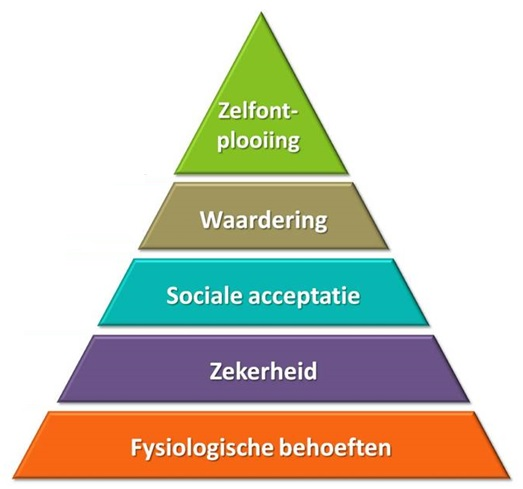 Zelfont-
plooiing
Waardering
Sociale acceptatie
Zekerheid
Fysiologische behoeften